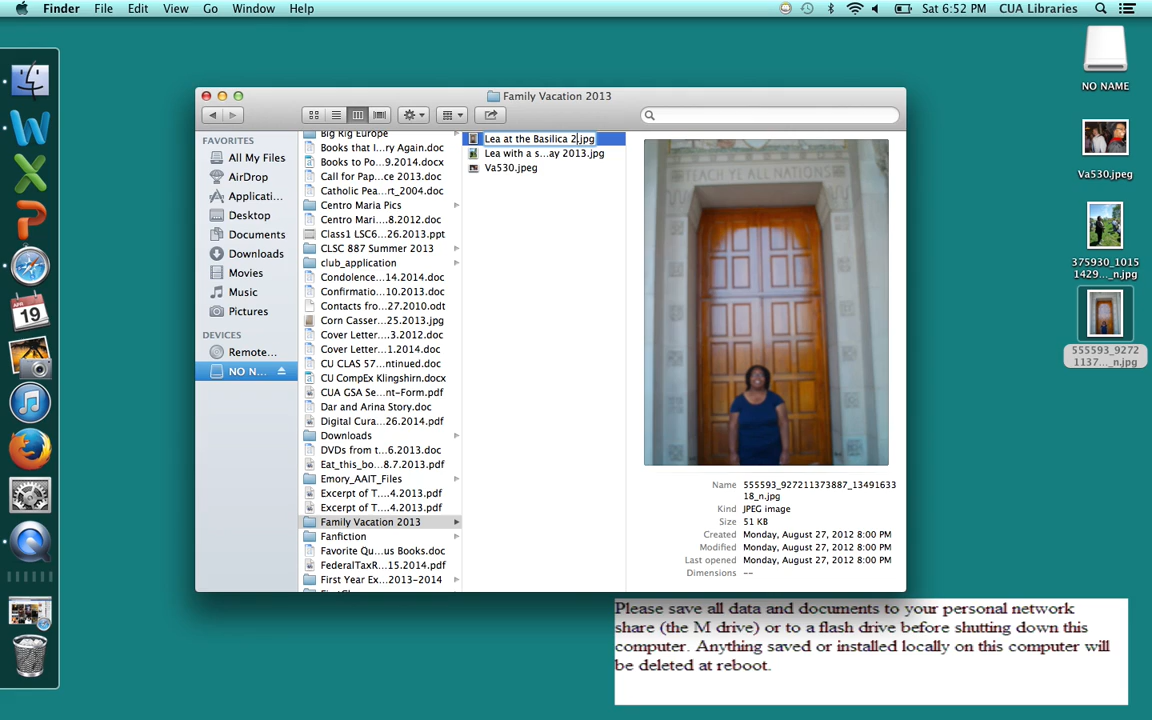 Finder File Edit View Go Window Help Sat 6:52 PM CUA Libraries
Family Vacation 2013
FAVORITES
All My Files
AirDrop
Applicati...
Desktop
Documents
Downloads
Movies
Music
Pictures
DEVICES
Remote...
NO N...
Big Rig Europe
Books that I...ry Again.doc
Books to Po...9.2014.docx
Call for Pap...ce 2013.doc
Catholic Pea...rt_2004.doc
Centro Maria Pics
Centro Mari....8.2012.doc
Class1 LSC6...26.2013.ppt
CLSC 887 Summer 2013
club_application
Condolence...14.2014.doc
Confirmatio...10.2013.doc
Contacts fro...27.2010.odt
Corn Casser...25.2013.jpg
Cover Letter....3.2012.doc
Cover Letter...1.2014.doc
CU CLAS 57...ntinued.doc
CU CompEx Klingshirn.docx
CUA GSA Se...nt-Form.pdf
Dar and Arina Story.doc
Digital Cura...26.2014.pdf
Downloads
DVDs from t...6.2013.doc
Eat_this_bo...8.7.2013.pdf
Emory_AAIT_Files
Excerpt of T....4.2013.pdf
Excerpt of T....4.2013.pdf
Family Vacation 2013
Fanfiction
Favorite Qu...us Books.doc
FederalTaxR...15.2014.pdf
First Year Ex...2013-2014
Lea at the Basilica 2.jpg
Lea with a s...ay 2013.jpg
Va530.jpeg
TEACH YE ALL NATIONS
Name 555593_927211373887_13491633
18_n.jpg
Kind JPEG image
Size 51 KB
Created Monday, August 27, 2012 8:00 PM
Modified Monday, August 27, 2012 8:00 PM
Last opened Monday, August 27, 2012 8:00 PM
Dimensions --
NO NAME
Va530.jpeg
375930_1015
1429..._n.jpg
555593_9272
1137..._n.jpg
APR
19
Please save all data and documents to your personal network
share (the M drive) or to a flash drive before shutting down this
computer. Anything saved or installed locally on this computer will
be deleted at reboot.